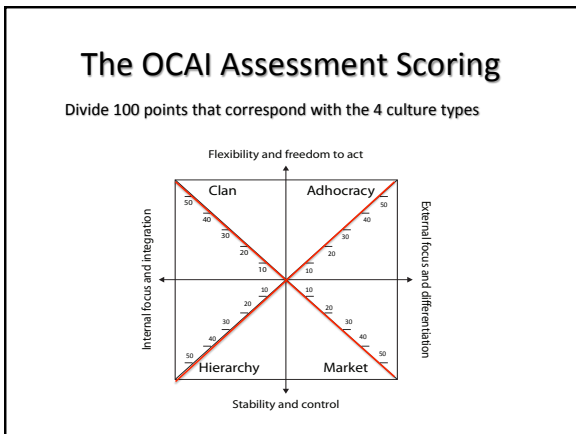 The OCAI Assessment Scoring
Divide 100 points that correspond with the 4 culture types
Flexibility and freedom to act
Clan
Adhocracy
50
50
40
40
30
30
20
20
10
10
Internal focus and integration
External focus and differentiation
10
10
20
20
30
30
40
40
50
50
Hierarchy
Market
Stability and control